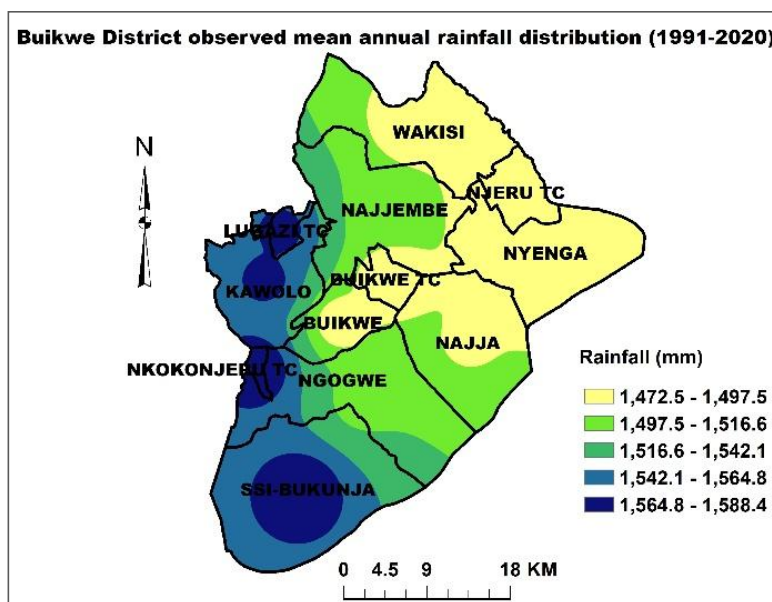 Buikwe District observed mean annual rainfall distribution (1991-2020)
N
WAKISI
NJERU TC
NAJJEMBE
LUGAZI TC
NYENGA
BUIKWE TC
KAWOLO
BUIKWE
NAJJA
NKOKONJERU TC
NGOGWE
SSI-BUKUNJA
Rainfall (mm)
1,472.5 - 1,497.5
1,497.5 - 1,516.6
1,516.6 - 1,542.1
1,542.1 - 1,564.8
1,564.8 - 1,588.4
0 4.5 9 18 KM